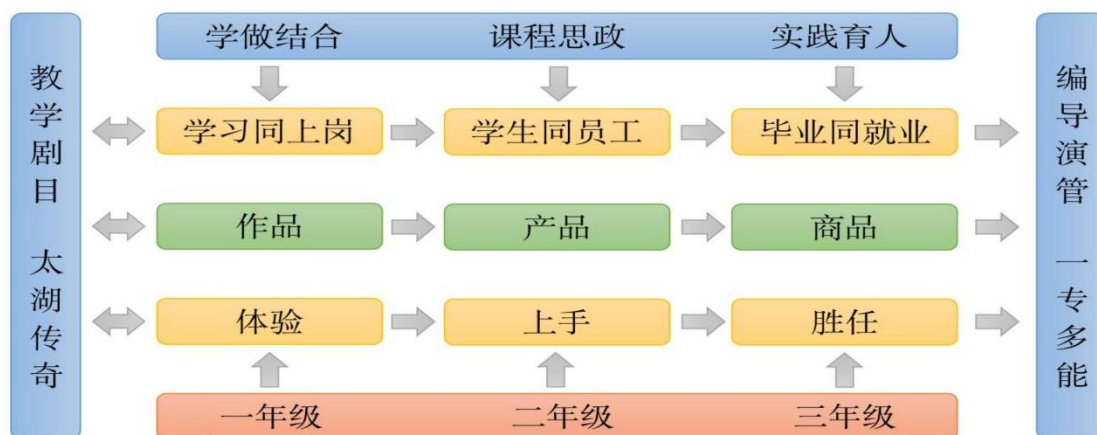 教学剧目 太湖传奇
学做结合 课程思政 实践育人
学习同上岗 学生同员工 毕业同就业
作品 产品 商品
体验 上手 胜任
一年级 二年级 三年级
编导演管 一专多能